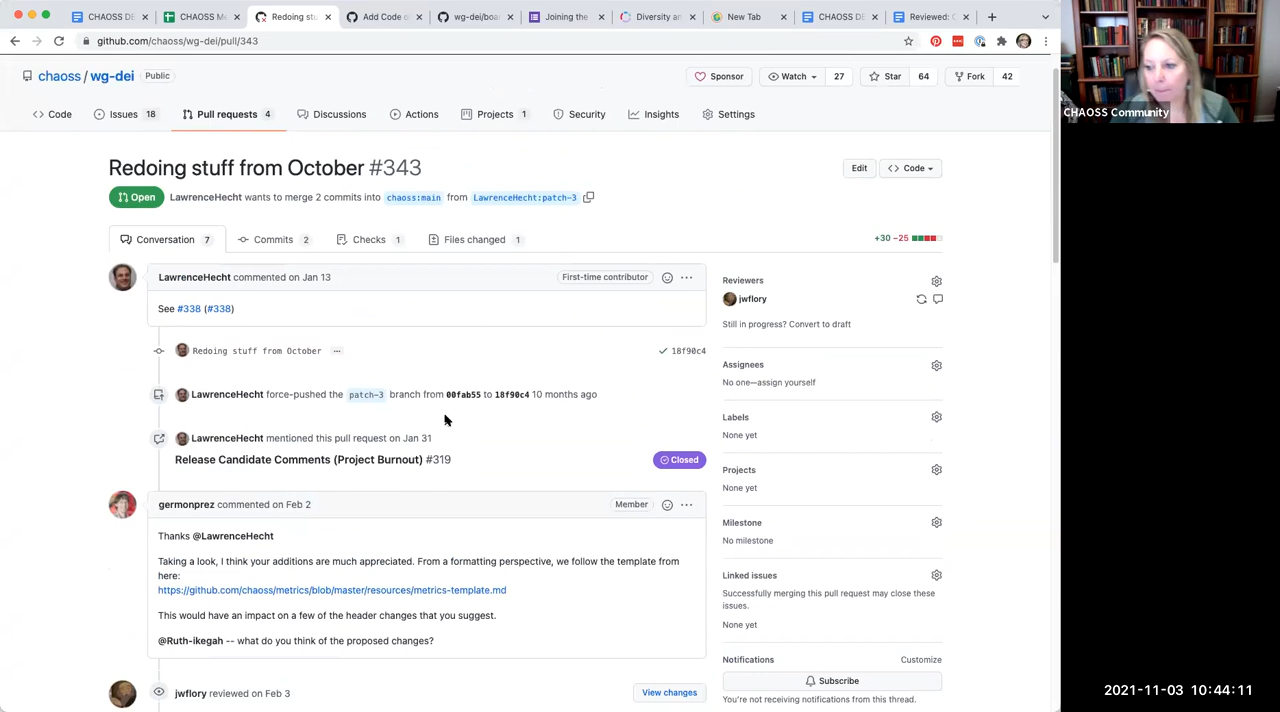 CHAOSS DE
CHAOSS Me
Redoing stu
Add Code o
wg-dei/boa
Joining the
Diversity an
New Tab
CHAOSS DE
Reviewed: C
github.com/chaoss/wg-dei/pull/343
chaoss / wg-dei Public
Sponsor Watch 27 Star 64 Fork 42
Code Issues 18 Pull requests 4 Discussions Actions Projects 1 Security Insights Settings
Redoing stuff from October #343
Edit Code
Open LawrenceHecht wants to merge 2 commits into chaoss:main from LawrenceHecht:patch-3
Conversation 7 Commits 2 Checks 1 Files changed 1 +30 −25
LawrenceHecht commented on Jan 13 First-time contributor
See #338 (#338)
Redoing stuff from October 18f90c4
LawrenceHecht force-pushed the patch-3 branch from 00fab55 to 18f90c4 10 months ago
LawrenceHecht mentioned this pull request on Jan 31
Release Candidate Comments (Project Burnout) #319 Closed
germonprez commented on Feb 2 Member
Thanks @LawrenceHecht
Taking a look, I think your additions are much appreciated. From a formatting perspective, we follow the template from
here:
https://github.com/chaoss/metrics/blob/master/resources/metrics-template.md
This would have an impact on a few of the header changes that you suggest.
@Ruth-ikegah -- what do you think of the proposed changes?
jwflory reviewed on Feb 3 View changes
Reviewers
jwflory
Still in progress? Convert to draft
Assignees
No one—assign yourself
Labels
None yet
Projects
None yet
Milestone
No milestone
Linked issues
Successfully merging this pull request may close these
issues.
None yet
Notifications Customize
Subscribe
You're not receiving notifications from this thread.
CHAOSS Community
2021-11-03 10:44:11